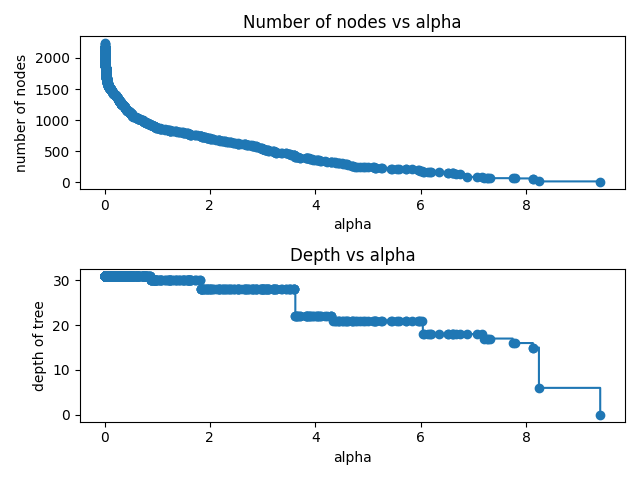 Number of nodes vs alpha
number of nodes
2000
1500
1000
500
0
0 2 4 6 8
alpha
Depth vs alpha
depth of tree
30
20
10
0
0 2 4 6 8
alpha